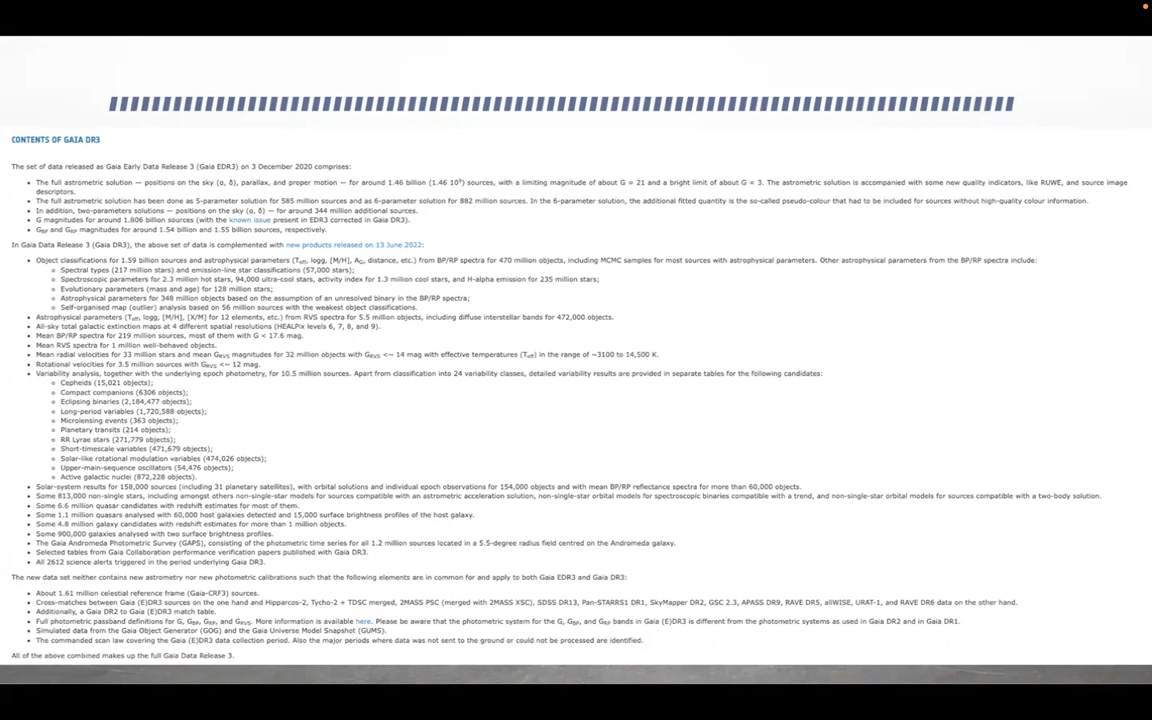 CONTENTS OF GAIA DR3
The set of data released as Gaia Early Data Release 3 (Gaia EDR3) on 3 December 2020 comprises:
• The full astrometric solution — positions on the sky (α, δ), parallax, and proper motion — for around 1.46 billion (1.46 10⁹) sources, with a limiting magnitude of about G = 21 and a bright limit of about G = 3. The astrometric solution is accompanied with some new quality indicators, like RUWE, and source image
descriptors.
• The full astrometric solution has been done as 5-parameter solution for 585 million sources and as 6-parameter solution for 882 million sources. In the 6-parameter solution, the additional fitted quantity is the so-called pseudo-colour that had to be included for sources without high-quality colour information.
• In addition, two-parameters solutions — positions on the sky (α, δ) — for around 344 million additional sources.
• G magnitudes for around 1.806 billion sources (with the known issue present in EDR3 corrected in Gaia DR3).
• GBP and GRP magnitudes for around 1.54 billion and 1.55 billion sources, respectively.
In Gaia Data Release 3 (Gaia DR3), the above set of data is complemented with new products released on 13 June 2022:
• Object classifications for 1.59 billion sources and astrophysical parameters (Teff, logg, [M/H], AG, distance, etc.) from BP/RP spectra for 470 million objects, including MCMC samples for most sources with astrophysical parameters. Other astrophysical parameters from the BP/RP spectra include:
o Spectral types (217 million stars) and emission-line star classifications (57,000 stars);
o Spectroscopic parameters for 2.3 million hot stars, 94,000 ultra-cool stars, activity index for 1.3 million cool stars, and H-alpha emission for 235 million stars;
o Evolutionary parameters (mass and age) for 128 million stars;
o Astrophysical parameters for 348 million objects based on the assumption of an unresolved binary in the BP/RP spectra;
o Self-organised map (outlier) analysis based on 56 million sources with the weakest object classifications.
• Astrophysical parameters (Teff, logg, [M/H], [X/M] for 12 elements, etc.) from RVS spectra for 5.5 million objects, including diffuse interstellar bands for 472,000 objects.
• All-sky total galactic extinction maps at 4 different spatial resolutions (HEALPix levels 6, 7, 8, and 9).
• Mean BP/RP spectra for 219 million sources, most of them with G < 17.6 mag.
• Mean RVS spectra for 1 million well-behaved objects.
• Mean radial velocities for 33 million stars and mean GRVS magnitudes for 32 million objects with GRVS <~ 14 mag with effective temperatures (Teff) in the range of ~3100 to 14,500 K.
• Rotational velocities for 3.5 million sources with GRVS <~ 12 mag.
• Variability analysis, together with the underlying epoch photometry, for 10.5 million sources. Apart from classification into 24 variability classes, detailed variability results are provided in separate tables for the following candidates:
o Cepheids (15,021 objects);
o Compact companions (6306 objects);
o Eclipsing binaries (2,184,477 objects);
o Long-period variables (1,720,588 objects);
o Microlensing events (363 objects);
o Planetary transits (214 objects);
o RR Lyrae stars (271,779 objects);
o Short-timescale variables (471,679 objects);
o Solar-like rotational modulation variables (474,026 objects);
o Upper-main-sequence oscillators (54,476 objects);
o Active galactic nuclei (872,228 objects).
• Solar-system results for 158,000 sources (including 31 planetary satellites), with orbital solutions and individual epoch observations for 154,000 objects and with mean BP/RP reflectance spectra for more than 60,000 objects.
• Some 813,000 non-single stars, including amongst others non-single-star models for sources compatible with an astrometric acceleration solution, non-single-star orbital models for spectroscopic binaries compatible with a trend, and non-single-star orbital models for sources compatible with a two-body solution.
• Some 6.6 million quasar candidates with redshift estimates for most of them.
• Some 1.1 million quasars analysed with 60,000 host galaxies detected and 15,000 surface brightness profiles of the host galaxy.
• Some 4.8 million galaxy candidates with redshift estimates for more than 1 million objects.
• Some 900,000 galaxies analysed with two surface brightness profiles.
• The Gaia Andromeda Photometric Survey (GAPS), consisting of the photometric time series for all 1.2 million sources located in a 5.5-degree radius field centred on the Andromeda galaxy.
• Selected tables from Gaia Collaboration performance verification papers published with Gaia DR3.
• All 2612 science alerts triggered in the period underlying Gaia DR3.
The new data set neither contains new astrometry nor new photometric calibrations such that the following elements are in common for and apply to both Gaia EDR3 and Gaia DR3:
• About 1.61 million celestial reference frame (Gaia-CRF3) sources.
• Cross-matches between Gaia (E)DR3 sources on the one hand and Hipparcos-2, Tycho-2 + TDSC merged, 2MASS PSC (merged with 2MASS XSC), SDSS DR13, Pan-STARRS1 DR1, SkyMapper DR2, GSC 2.3, APASS DR9, RAVE DR5, allWISE, URAT-1, and RAVE DR6 data on the other hand.
• Additionally, a Gaia DR2 to Gaia (E)DR3 match table.
• Full photometric passband definitions for G, GBP, GRP, and GRVS. More information is available here. Please be aware that the photometric system for the G, GBP, and GRP bands in Gaia (E)DR3 is different from the photometric systems as used in Gaia DR2 and in Gaia DR1.
• Simulated data from the Gaia Object Generator (GOG) and the Gaia Universe Model Snapshot (GUMS).
• The commanded scan law covering the Gaia (E)DR3 data collection period. Also the major periods where data was not sent to the ground or could not be processed are identified.
All of the above combined makes up the full Gaia Data Release 3.